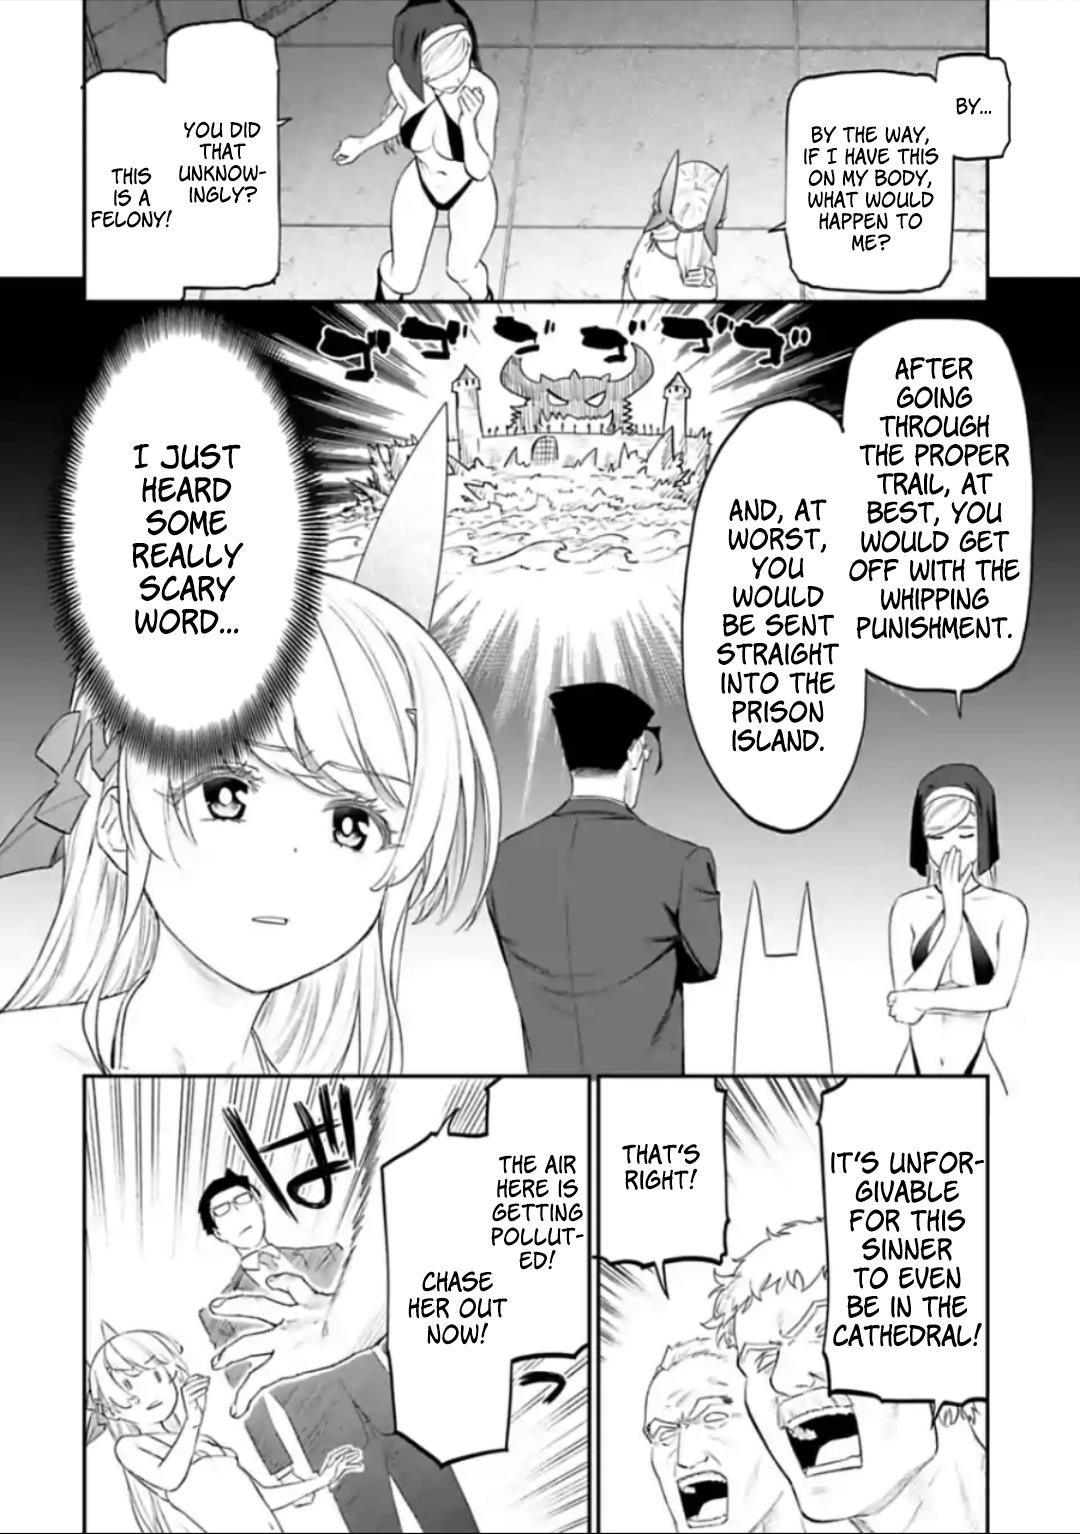 BY...
BY THE WAY,
IF I HAVE THIS
ON MY BODY,
WHAT WOULD
HAPPEN TO
ME?
YOU DID
THAT
UNKNOW-
INGLY?
THIS
IS A
FELONY!
AFTER
GOING
THROUGH
THE PROPER
TRAIL, AT
BEST, YOU
WOULD GET
OFF WITH THE
WHIPPING
PUNISHMENT.
AND, AT
WORST,
YOU
WOULD
BE SENT
STRAIGHT
INTO THE
PRISON
ISLAND.
I JUST
HEARD
SOME
REALLY
SCARY
WORD...
IT'S UNFOR-
GIVABLE
FOR THIS
SINNER
TO EVEN
BE IN THE
CATHEDRAL!
THAT'S
RIGHT!
THE AIR
HERE IS
GETTING
POLLUT-
ED!
CHASE
HER OUT
NOW!
ば
っ